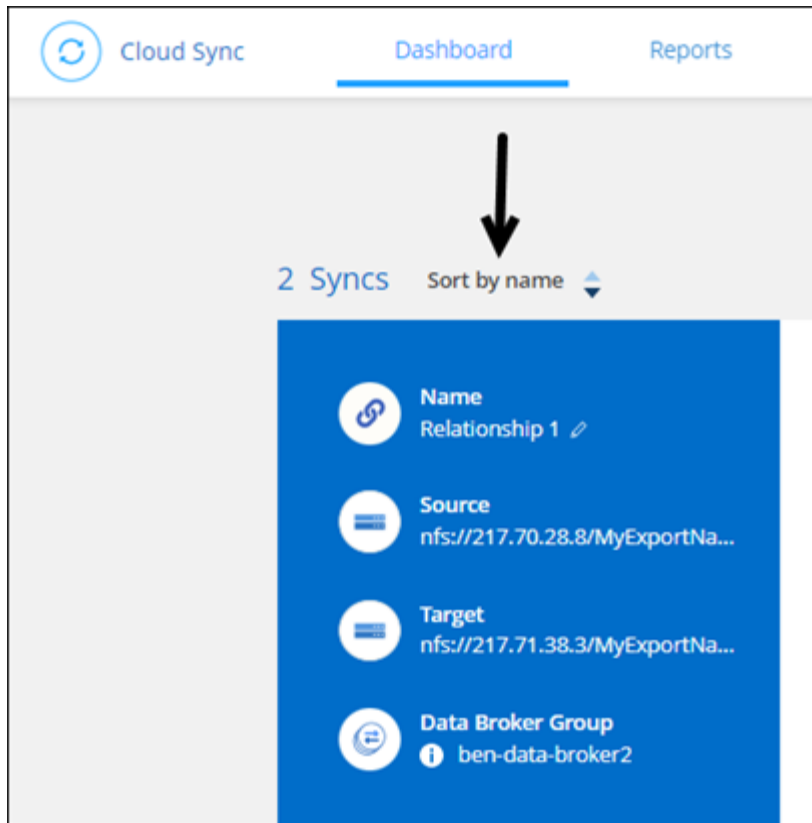 Cloud Sync
Dashboard
Reports
2 Syncs
Sort by name
Name
Relationship 1
Source
nfs://217.70.28.8/MyExportNa...
Target
nfs://217.71.38.3/MyExportNa...
Data Broker Group
ben-data-broker2